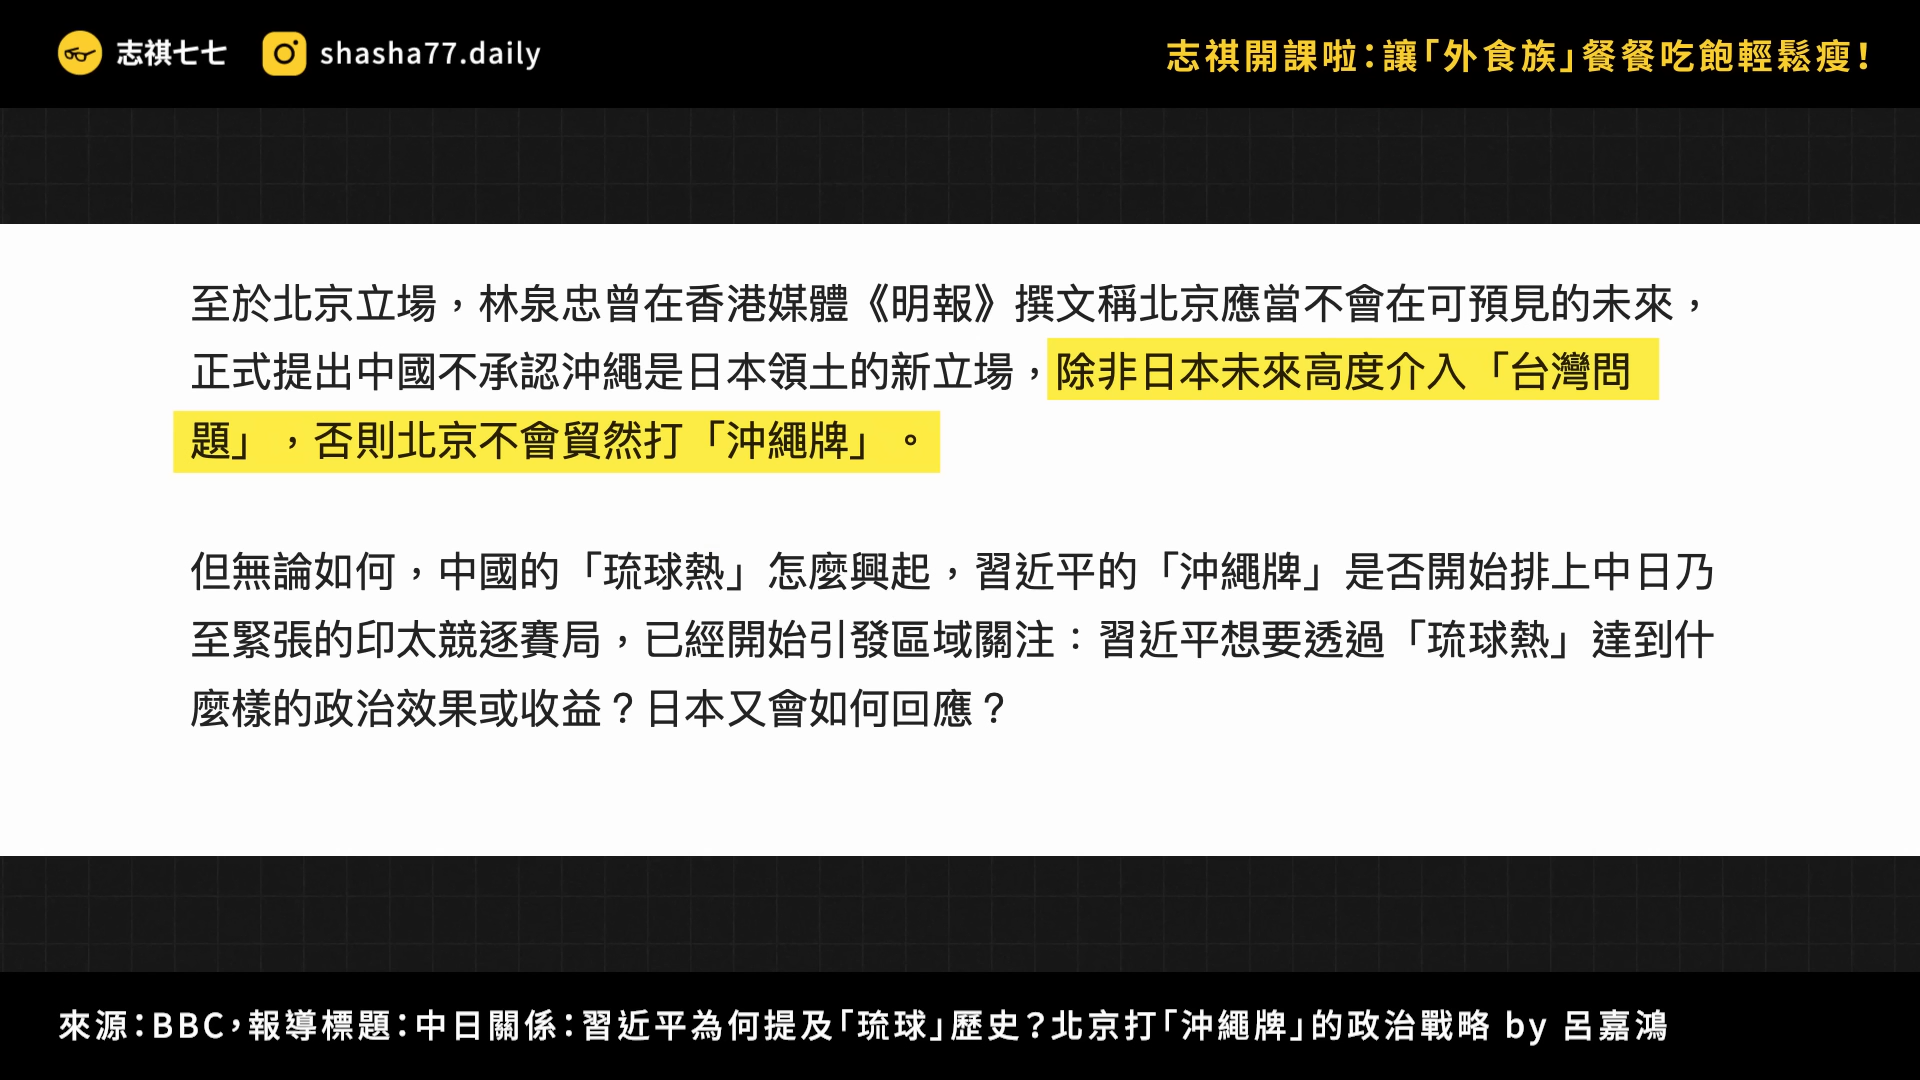 志祺七七 shasha77.daily
志祺開課啦：讓「外食族」餐餐吃飽輕鬆瘦！
至於北京立場，林泉忠曾在香港媒體《明報》撰文稱北京應當不會在可預見的未來，
正式提出中國不承認沖繩是日本領土的新立場，除非日本未來高度介入「台灣問
題」，否則北京不會貿然打「沖繩牌」。
但無論如何，中國的「琉球熱」怎麼興起，習近平的「沖繩牌」是否開始排上中日乃
至緊張的印太競逐賽局，已經開始引發區域關注：習近平想要透過「琉球熱」達到什
麼樣的政治效果或收益？日本又會如何回應？
來源：BBC，報導標題：中日關係：習近平為何提及「琉球」歷史？北京打「沖繩牌」的政治戰略 by 呂嘉鴻